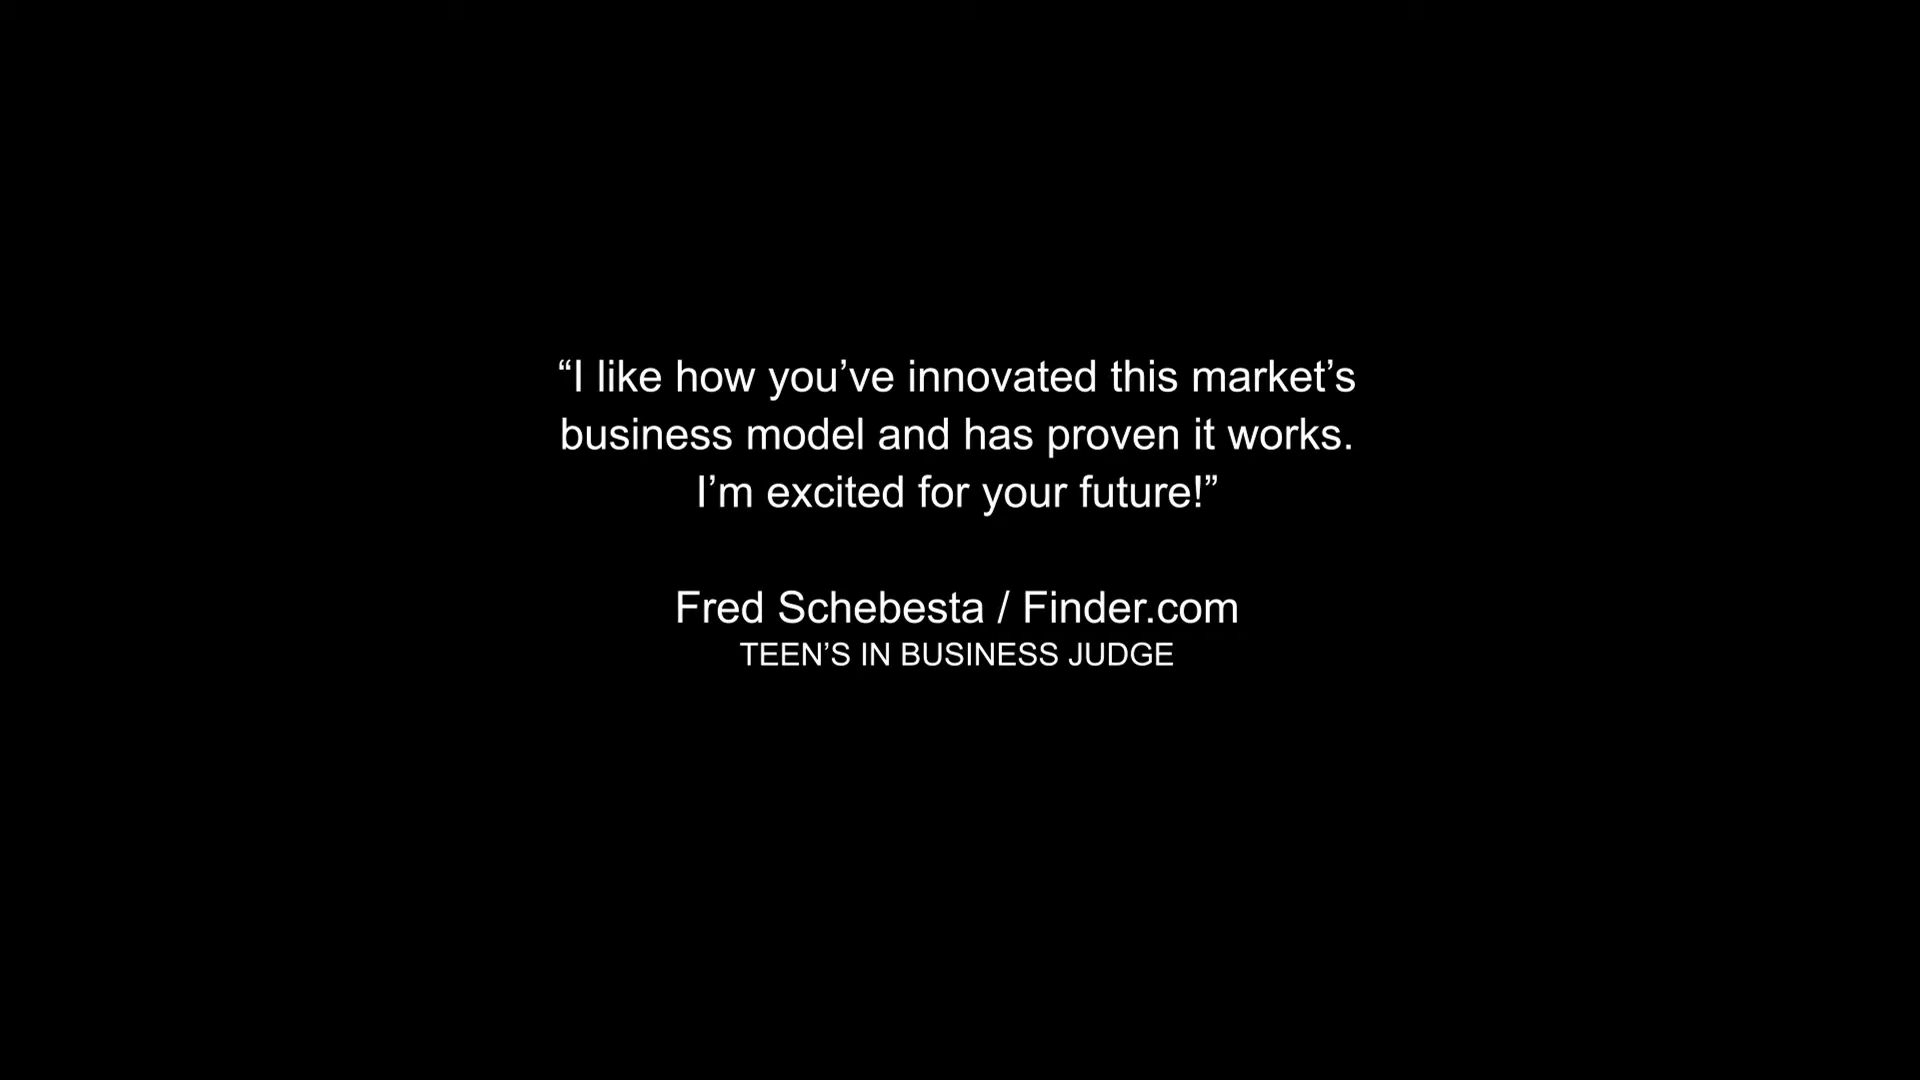 “I like how you’ve innovated this market’s
business model and has proven it works.
I’m excited for your future!”
Fred Schebesta / Finder.com
TEEN’S IN BUSINESS JUDGE